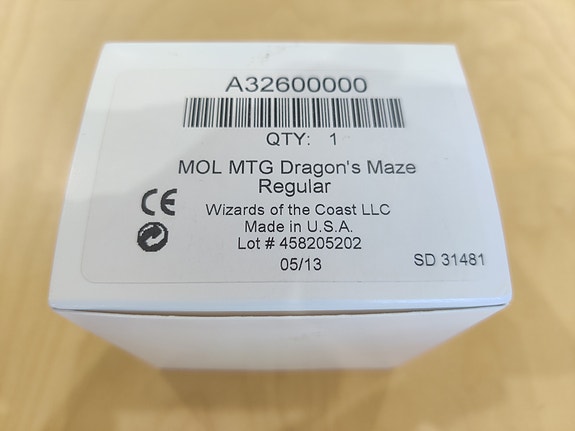 A32600000
QTY: 1
MOL MTG Dragon's Maze
Regular
CE
Wizards of the Coast LLC
Made in U.S.A.
Lot # 458205202
05/13
SD 31481